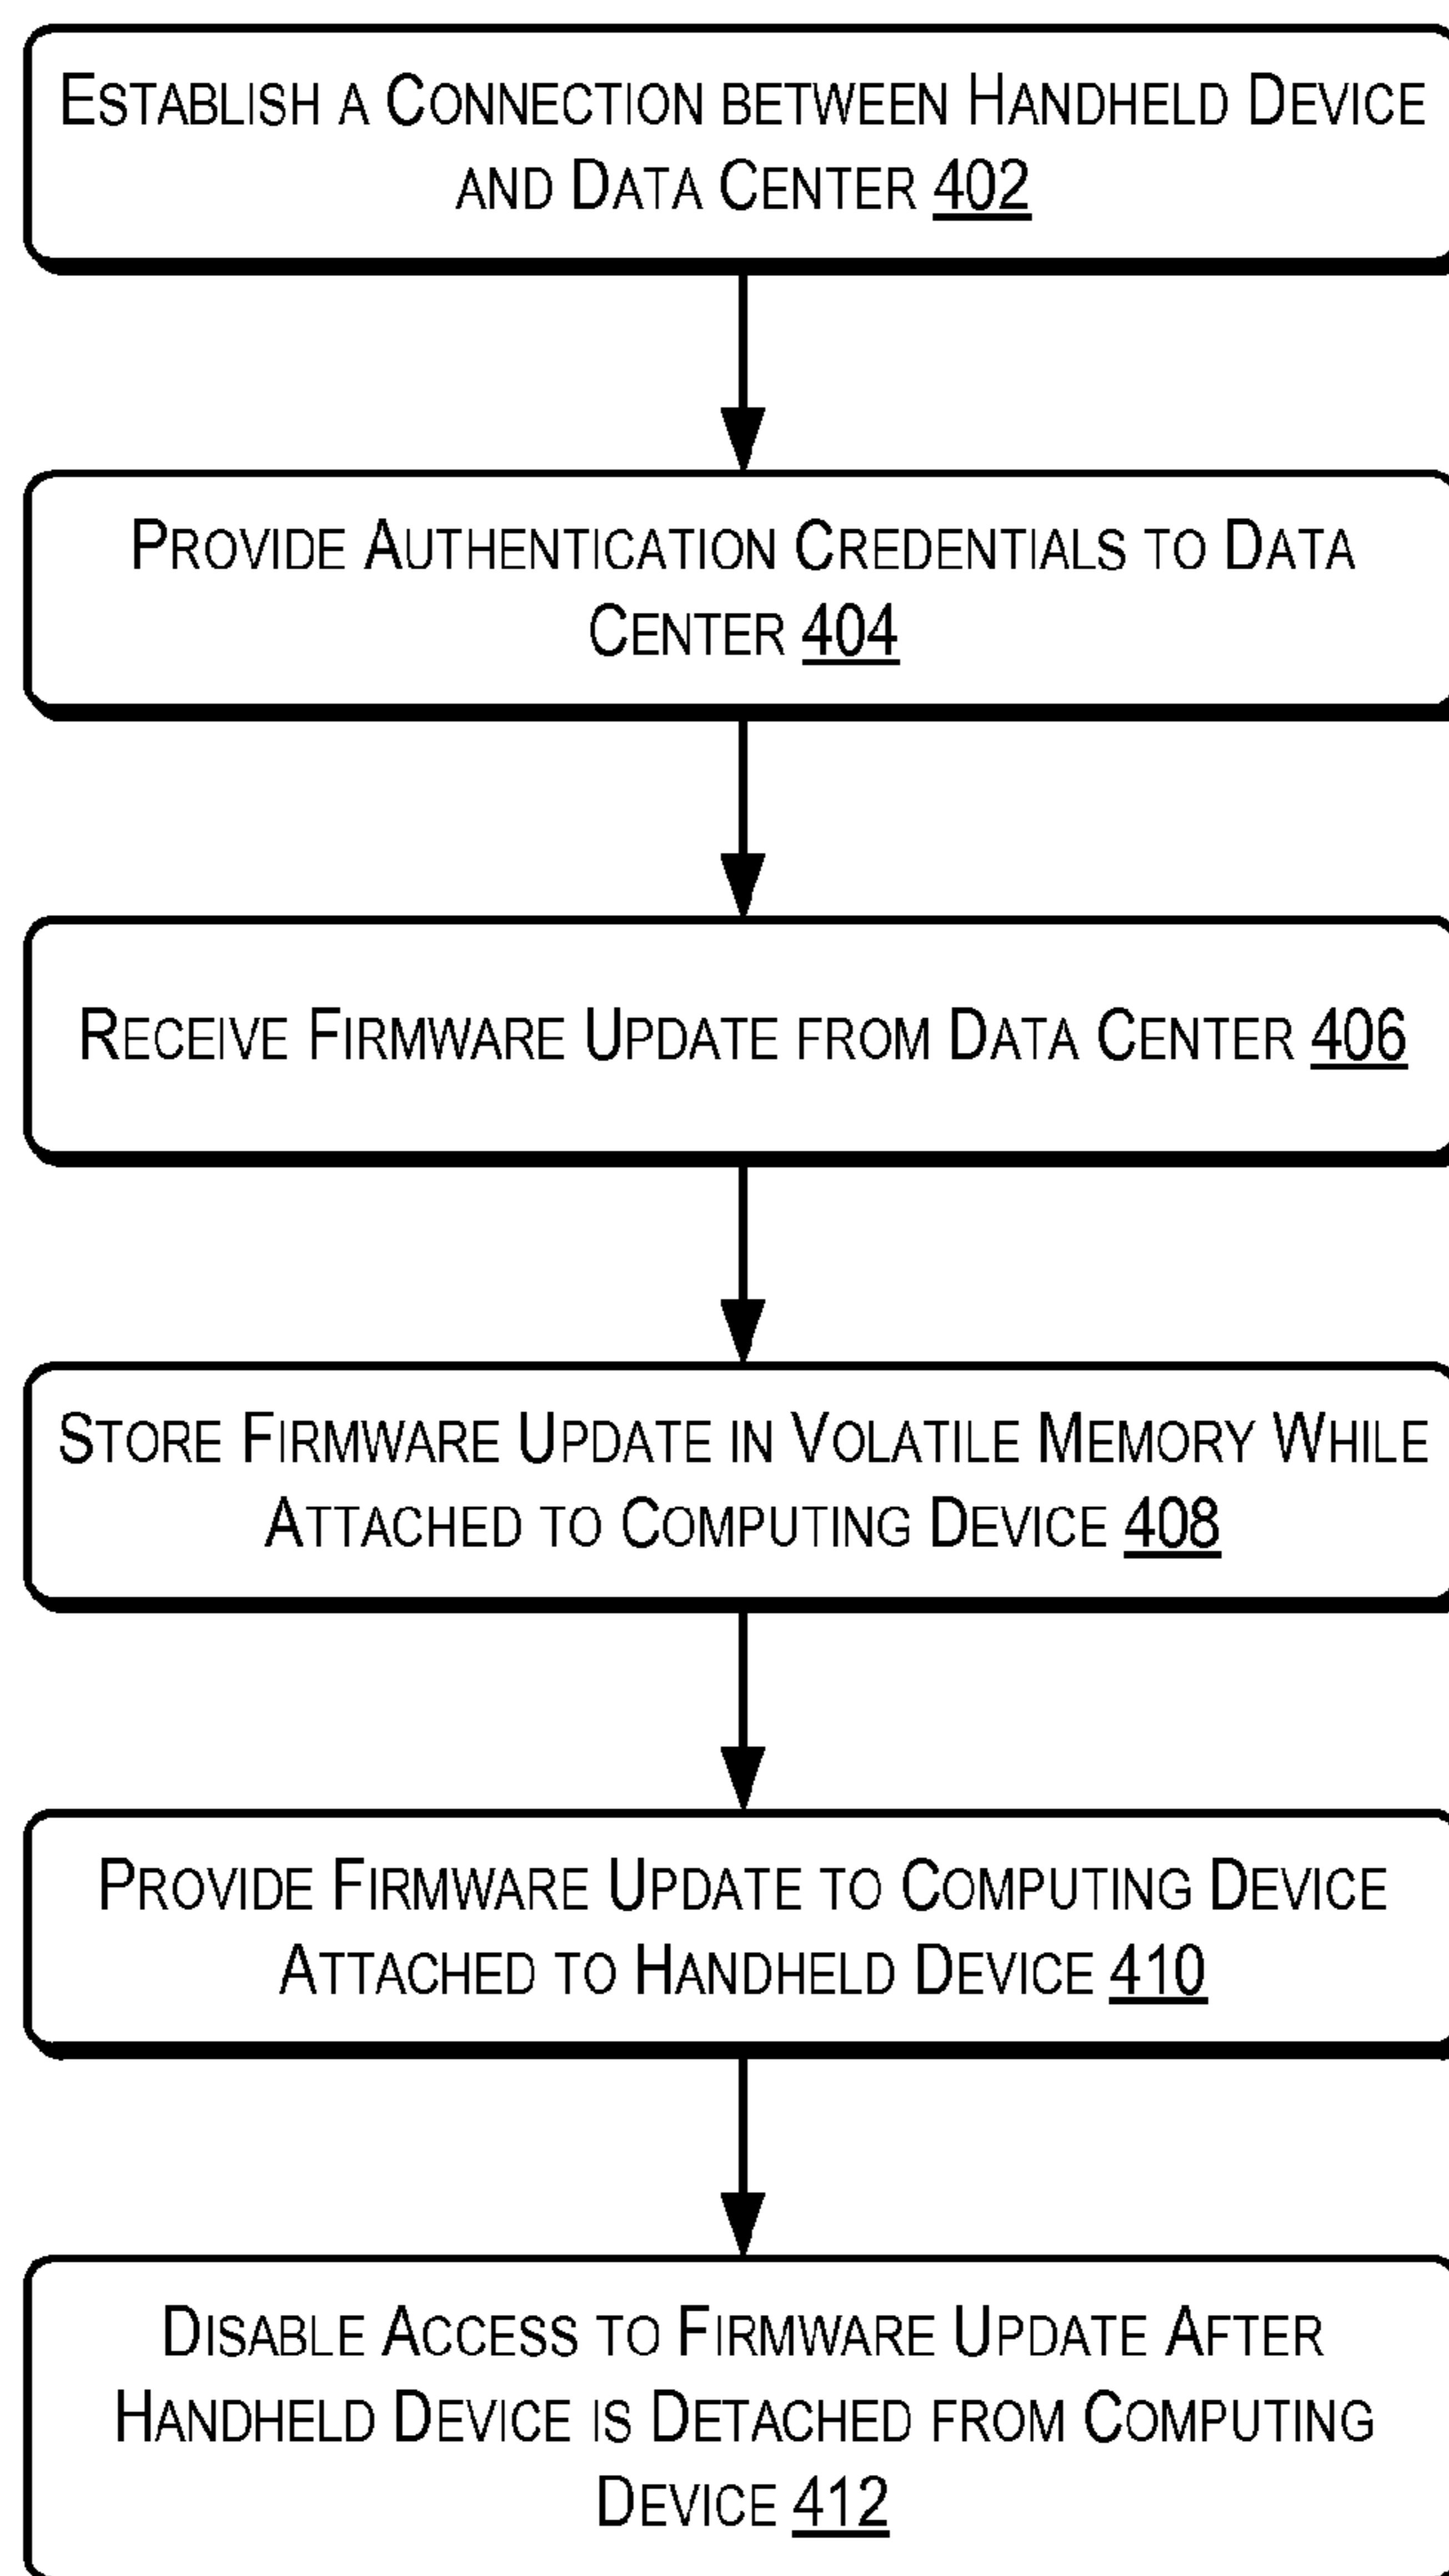 ESTABLISH A CONNECTION BETWEEN HANDHELD DEVICE
AND DATA CENTER 402
PROVIDE AUTHENTICATION CREDENTIALS TO DATA
CENTER 404
RECEIVE FIRMWARE UPDATE FROM DATA CENTER 406
STORE FIRMWARE UPDATE IN VOLATILE MEMORY WHILE
ATTACHED TO COMPUTING DEVICE 408
PROVIDE FIRMWARE UPDATE TO COMPUTING DEVICE
ATTACHED TO HANDHELD DEVICE 410
DISABLE ACCESS TO FIRMWARE UPDATE AFTER
HANDHELD DEVICE IS DETACHED FROM COMPUTING
DEVICE 412